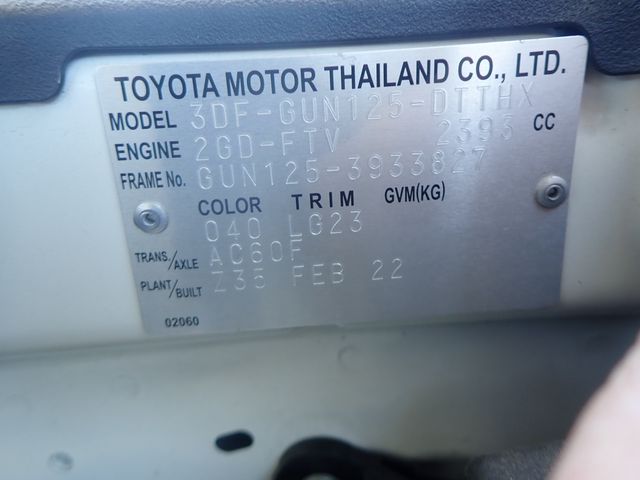 TOYOTA MOTOR THAILAND CO., LTD.
MODEL 3DF-GUN125-DTTHX
ENGINE 2GD-FTV 2393 CC
FRAME No. GUN125-3933827
COLOR TRIM GVM(KG)
040 LG23
TRANS./AXLE AC60F
PLANT/BUILT Z35 FEB 22
02060